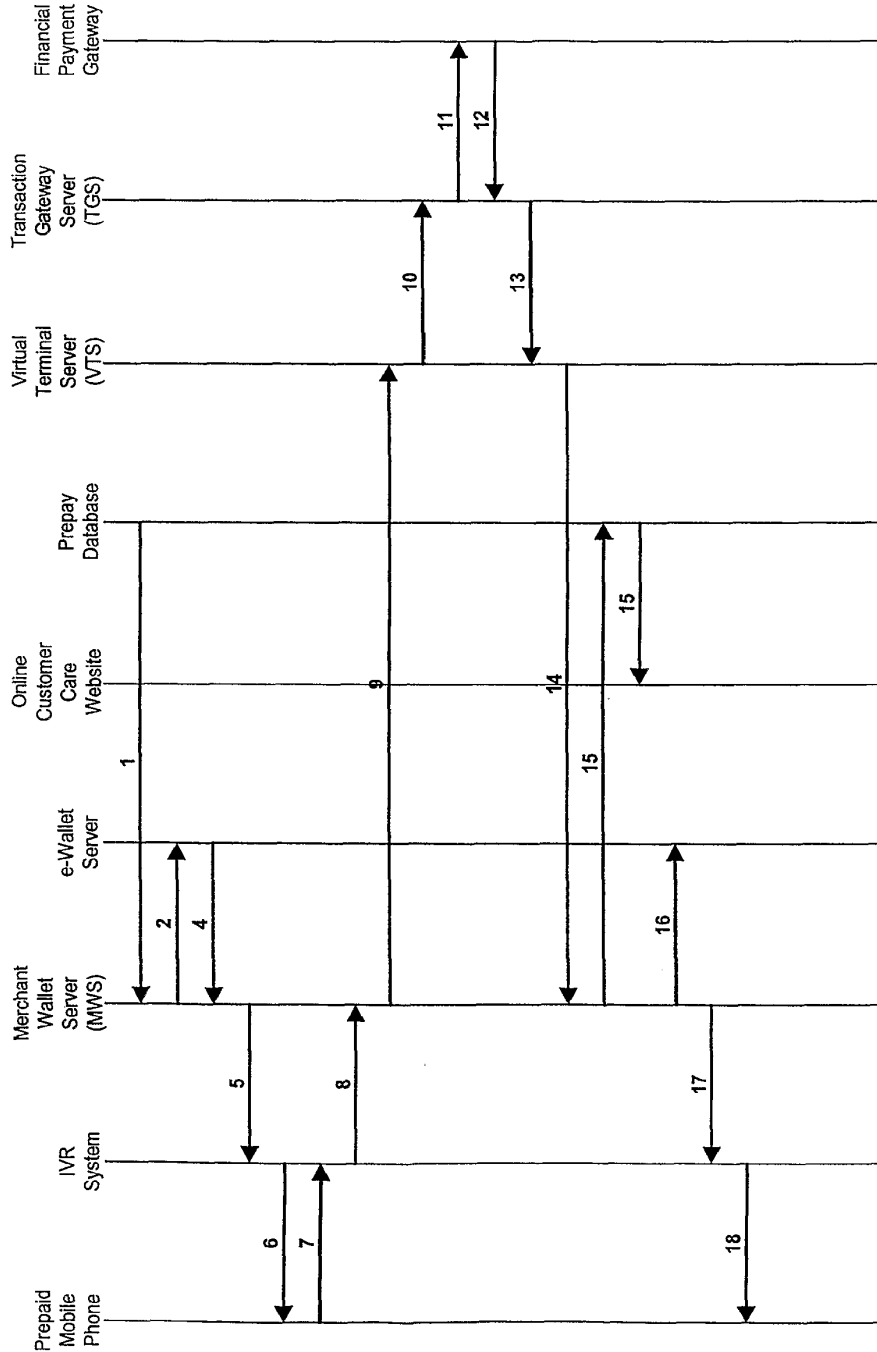 Prepaid
Mobile
Phone
IVR
System
Merchant
Wallet
Server
(MWS)
e-Wallet
Server
Online
Customer
Care
Website
Prepay
Database
Virtual
Terminal
Server
(VTS)
Transaction
Gateway
Server
(TGS)
Financial
Payment
Gateway
1
2
4
5
6
7
8
9
10
11
12
13
14
15
15
16
17
18